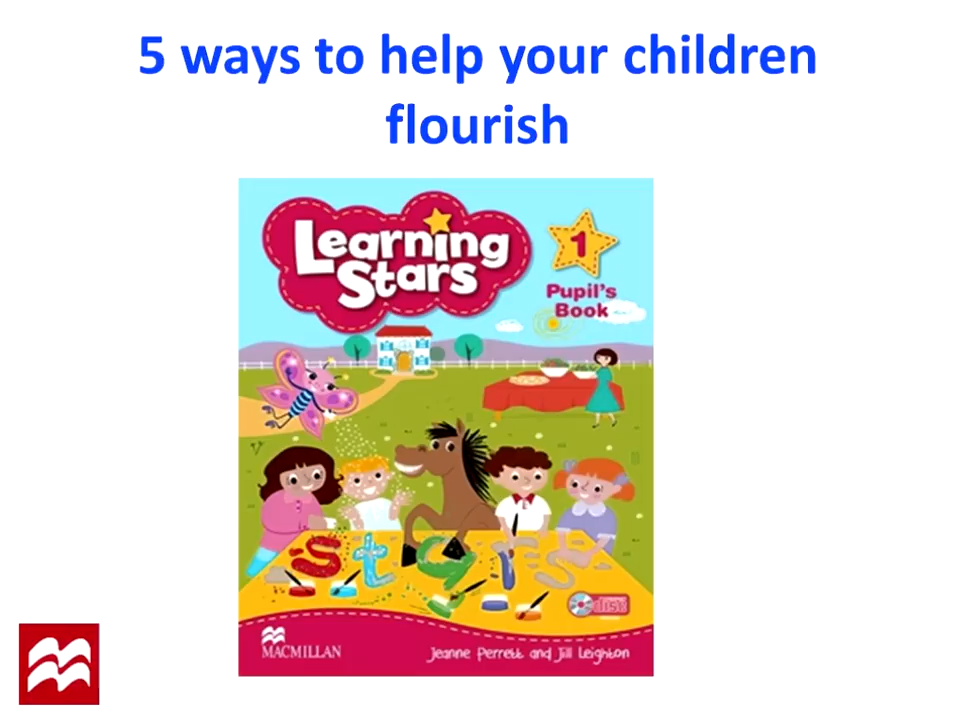 5 ways to help your children
flourish
Learning
Stars
1
Pupil's
Book
stars
disk
MACMILLAN
Jeanne Perrett and Jill Leighton